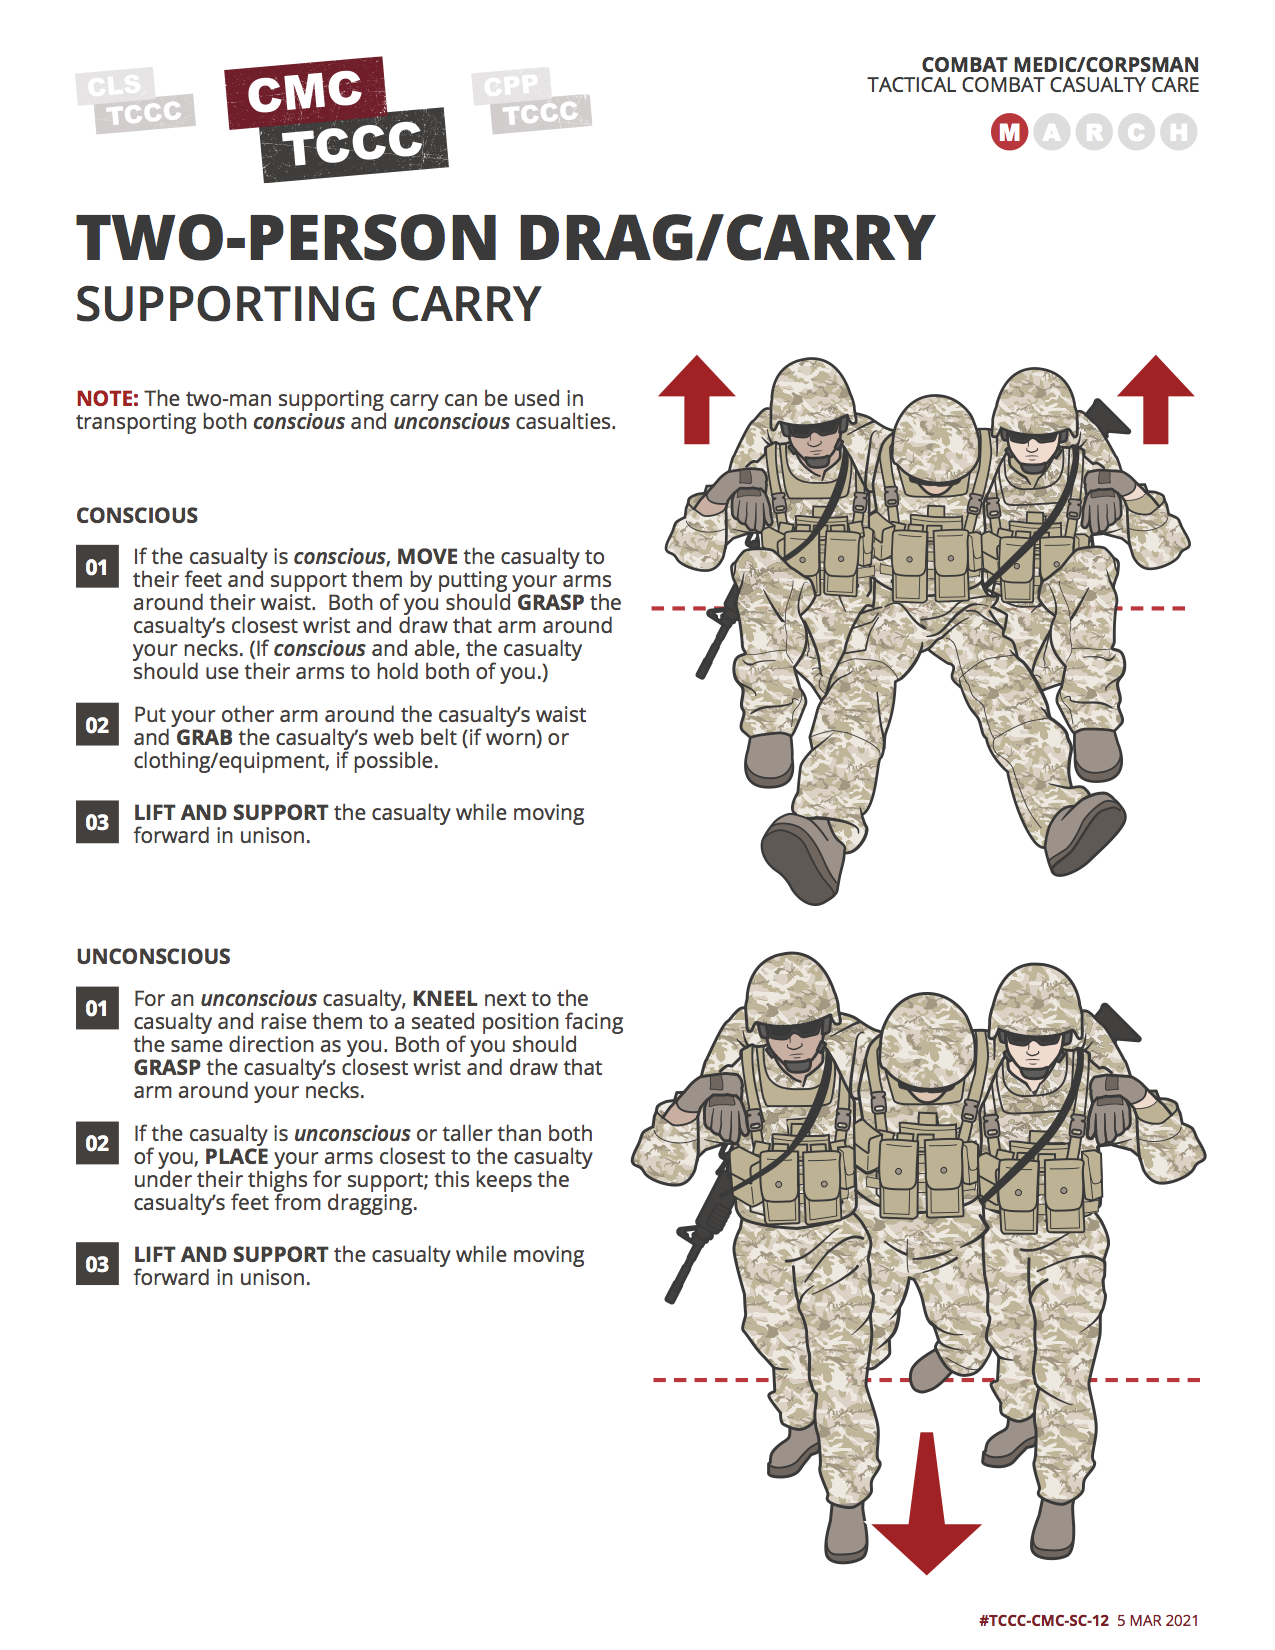 CLS
TCCC
CMC
TCCC
CPP
TCCC
COMBAT MEDIC/CORPSMAN
TACTICAL COMBAT CASUALTY CARE
M A R C H
TWO-PERSON DRAG/CARRY
SUPPORTING CARRY
NOTE: The two-man supporting carry can be used in
transporting both conscious and unconscious casualties.
CONSCIOUS
01
If the casualty is conscious, MOVE the casualty to
their feet and support them by putting your arms
around their waist.  Both of you should GRASP the
casualty’s closest wrist and draw that arm around
your necks. (If conscious and able, the casualty
should use their arms to hold both of you.)
02
Put your other arm around the casualty’s waist
and GRAB the casualty’s web belt (if worn) or
clothing/equipment, if possible.
03
LIFT AND SUPPORT the casualty while moving
forward in unison.
UNCONSCIOUS
01
For an unconscious casualty, KNEEL next to the
casualty and raise them to a seated position facing
the same direction as you. Both of you should
GRASP the casualty’s closest wrist and draw that
arm around your necks.
02
If the casualty is unconscious or taller than both
of you, PLACE your arms closest to the casualty
under their thighs for support; this keeps the
casualty’s feet from dragging.
03
LIFT AND SUPPORT the casualty while moving
forward in unison.
#TCCC-CMC-SC-12 5 MAR 2021